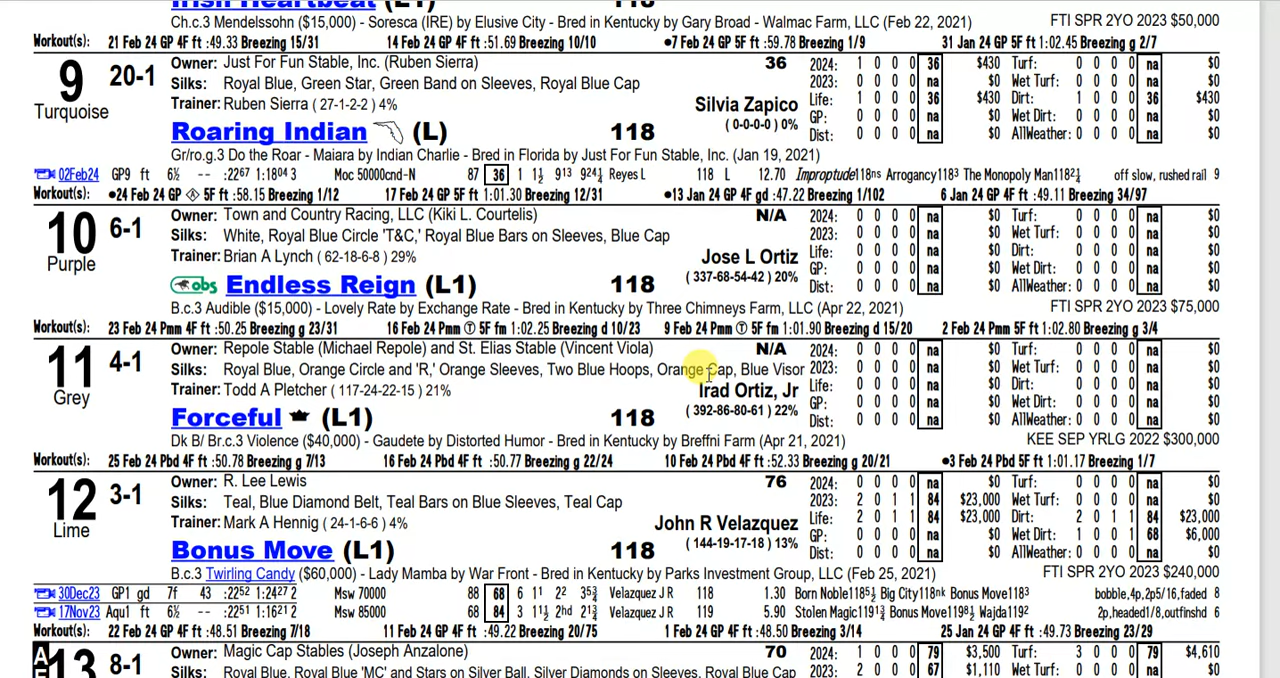 Irish Heartbeat (L1) 118
Ch.c.3 Mendelssohn ($15,000) - Soresca (IRE) by Elusive City - Bred in Kentucky by Gary Broad - Walmac Farm, LLC (Feb 22, 2021) FTI SPR 2YO 2023 $50,000
Workout(s): 21 Feb 24 GP 4F ft :49.33 Breezing 15/31 14 Feb 24 GP 4F ft :51.69 Breezing 10/10 ●7 Feb 24 GP 5F ft :59.78 Breezing 1/9 31 Jan 24 GP 5F ft 1:02.45 Breezing g 2/7
9 20-1 Owner: Just For Fun Stable, Inc. (Ruben Sierra) 36 2024: 1 0 0 0 36 $430 Turf: 0 0 0 0 na $0
Silks: Royal Blue, Green Star, Green Band on Sleeves, Royal Blue Cap 2023: 0 0 0 0 na $0 Wet Turf: 0 0 0 0 na $0
Turquoise Trainer: Ruben Sierra ( 27-1-2-2 ) 4% Silvia Zapico Life: 1 0 0 0 36 $430 Dirt: 1 0 0 0 36 $430
( 0-0-0-0 ) 0% GP: 0 0 0 0 na $0 Wet Dirt: 0 0 0 0 na $0
Roaring Indian (L) 118 Dist: 0 0 0 0 na $0 AllWeather: 0 0 0 0 na $0
Gr/ro.g.3 Do the Roar - Maiara by Indian Charlie - Bred in Florida by Just For Fun Stable, Inc. (Jan 19, 2021)
02Feb24 GP9 ft 6½ -- :22⁶⁷ 1:18⁰⁴ 3 Moc 50000cnd-N 87 36 1 1½ 9¹³ 9²⁴¼ Reyes L 118 L 12.70 Improptude118ⁿˢ Arrogancy118³ The Monopoly Man118²¼ off slow, rushed rail 9
Workout(s): ●24 Feb 24 GP 5F ft :58.15 Breezing 1/12 17 Feb 24 GP 5F ft 1:01.30 Breezing 12/31 ●13 Jan 24 GP 4F gd :47.22 Breezing 1/102 6 Jan 24 GP 4F ft :49.11 Breezing 34/97
10 6-1 Owner: Town and Country Racing, LLC (Kiki L. Courtelis) N/A 2024: 0 0 0 0 na $0 Turf: 0 0 0 0 na $0
Silks: White, Royal Blue Circle 'T&C,' Royal Blue Bars on Sleeves, Blue Cap 2023: 0 0 0 0 na $0 Wet Turf: 0 0 0 0 na $0
Purple Trainer: Brian A Lynch ( 62-18-6-8 ) 29% Jose L Ortiz Life: 0 0 0 0 na $0 Dirt: 0 0 0 0 na $0
( 337-68-54-42 ) 20% GP: 0 0 0 0 na $0 Wet Dirt: 0 0 0 0 na $0
obs Endless Reign (L1) 118 Dist: 0 0 0 0 na $0 AllWeather: 0 0 0 0 na $0
B.c.3 Audible ($15,000) - Lovely Rate by Exchange Rate - Bred in Kentucky by Three Chimneys Farm, LLC (Apr 22, 2021) FTI SPR 2YO 2023 $75,000
Workout(s): 23 Feb 24 Pmm 4F ft :50.25 Breezing g 23/31 16 Feb 24 Pmm Ⓣ 5F fm 1:02.25 Breezing d 10/23 9 Feb 24 Pmm Ⓣ 5F fm 1:01.90 Breezing d 15/20 2 Feb 24 Pmm 5F ft 1:02.80 Breezing g 3/4
11 4-1 Owner: Repole Stable (Michael Repole) and St. Elias Stable (Vincent Viola) N/A 2024: 0 0 0 0 na $0 Turf: 0 0 0 0 na $0
Silks: Royal Blue, Orange Circle and 'R,' Orange Sleeves, Two Blue Hoops, Orange Cap, Blue Visor 2023: 0 0 0 0 na $0 Wet Turf: 0 0 0 0 na $0
Grey Trainer: Todd A Pletcher ( 117-24-22-15 ) 21% Irad Ortiz, Jr Life: 0 0 0 0 na $0 Dirt: 0 0 0 0 na $0
( 392-86-80-61 ) 22% GP: 0 0 0 0 na $0 Wet Dirt: 0 0 0 0 na $0
Forceful (L1) 118 Dist: 0 0 0 0 na $0 AllWeather: 0 0 0 0 na $0
Dk B/ Br.c.3 Violence ($40,000) - Gaudete by Distorted Humor - Bred in Kentucky by Breffni Farm (Apr 21, 2021) KEE SEP YRLG 2022 $300,000
Workout(s): 25 Feb 24 Pbd 4F ft :50.78 Breezing g 7/13 16 Feb 24 Pbd 4F ft :50.77 Breezing g 22/24 10 Feb 24 Pbd 4F ft :52.33 Breezing g 20/21 ●3 Feb 24 Pbd 5F ft 1:01.17 Breezing 1/7
12 3-1 Owner: R. Lee Lewis 76 2024: 0 0 0 0 na $0 Turf: 0 0 0 0 na $0
Silks: Teal, Blue Diamond Belt, Teal Bars on Blue Sleeves, Teal Cap 2023: 2 0 1 1 84 $23,000 Wet Turf: 0 0 0 0 na $0
Lime Trainer: Mark A Hennig ( 24-1-6-6 ) 4% John R Velazquez Life: 2 0 1 1 84 $23,000 Dirt: 2 0 1 1 84 $23,000
( 144-19-17-18 ) 13% GP: 0 0 0 0 na $0 Wet Dirt: 1 0 0 1 68 $6,000
Bonus Move (L1) 118 Dist: 0 0 0 0 na $0 AllWeather: 0 0 0 0 na $0
B.c.3 Twirling Candy ($60,000) - Lady Mamba by War Front - Bred in Kentucky by Parks Investment Group, LLC (Feb 25, 2021) FTI SPR 2YO 2023 $240,000
30Dec23 GP1 gd 7f 43 :22⁵² 1:24²⁷ 2 Msw 70000 88 68 6 1¹ 2² 3⁵¾ Velazquez J R 118 1.30 Born Noble118⁵½ Big City118ⁿᵏ Bonus Move118³ bobble,4p,2p5/16,faded 8
17Nov23 Aqu1 ft 6½ -- :22⁵¹ 1:16²¹ 2 Msw 85000 68 84 3 1¹½ 2ʰᵈ 2¹¾ Velazquez J R 119 5.90 Stolen Magic119¹¾ Bonus Move119⁸½ Wajda119² 2p,headed1/8,outfinshd 6
Workout(s): 22 Feb 24 GP 4F ft :48.51 Breezing 7/18 11 Feb 24 GP 4F ft :49.22 Breezing 20/75 1 Feb 24 GP 4F ft :48.50 Breezing 3/14 25 Jan 24 GP 4F ft :49.73 Breezing 23/29
AE 13 8-1 Owner: Magic Cap Stables (Joseph Anzalone) 70 2024: 1 0 0 0 79 $3,500 Turf: 3 0 0 0 79 $4,610
Silks: Royal Blue, Royal Blue 'MC' and Stars on Silver Ball, Silver Diamonds on Sleeves, Royal Blue Cap 2023: 2 0 0 0 67 $1,110 Wet Turf: 0 0 0 0 na $0